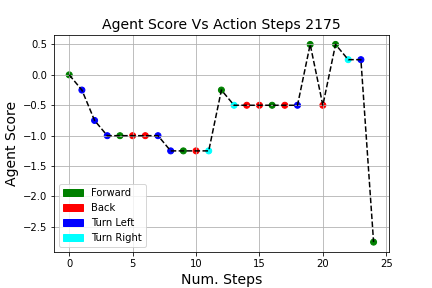 Agent Score Vs Action Steps 2175
Agent Score
0.5
0.0
−0.5
−1.0
−1.5
−2.0
−2.5
Forward
Back
Turn Left
Turn Right
0 5 10 15 20 25
Num. Steps